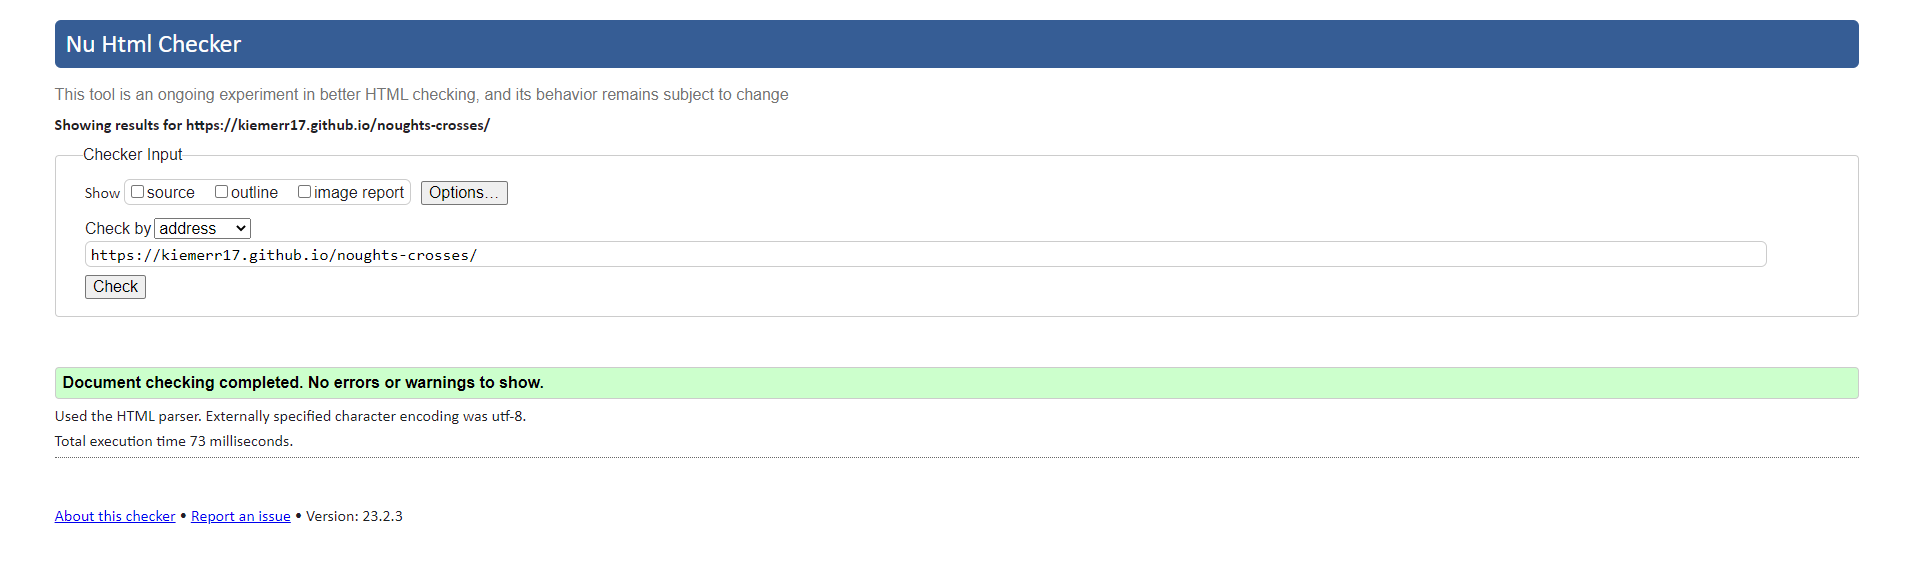 Nu Html Checker
This tool is an ongoing experiment in better HTML checking, and its behavior remains subject to change
Showing results for https://kiemerr17.github.io/noughts-crosses/
Checker Input
Show source outline image report Options...
Check by address
https://kiemerr17.github.io/noughts-crosses/
Check
Document checking completed. No errors or warnings to show.
Used the HTML parser. Externally specified character encoding was utf-8.
Total execution time 73 milliseconds.
About this checker • Report an issue • Version: 23.2.3